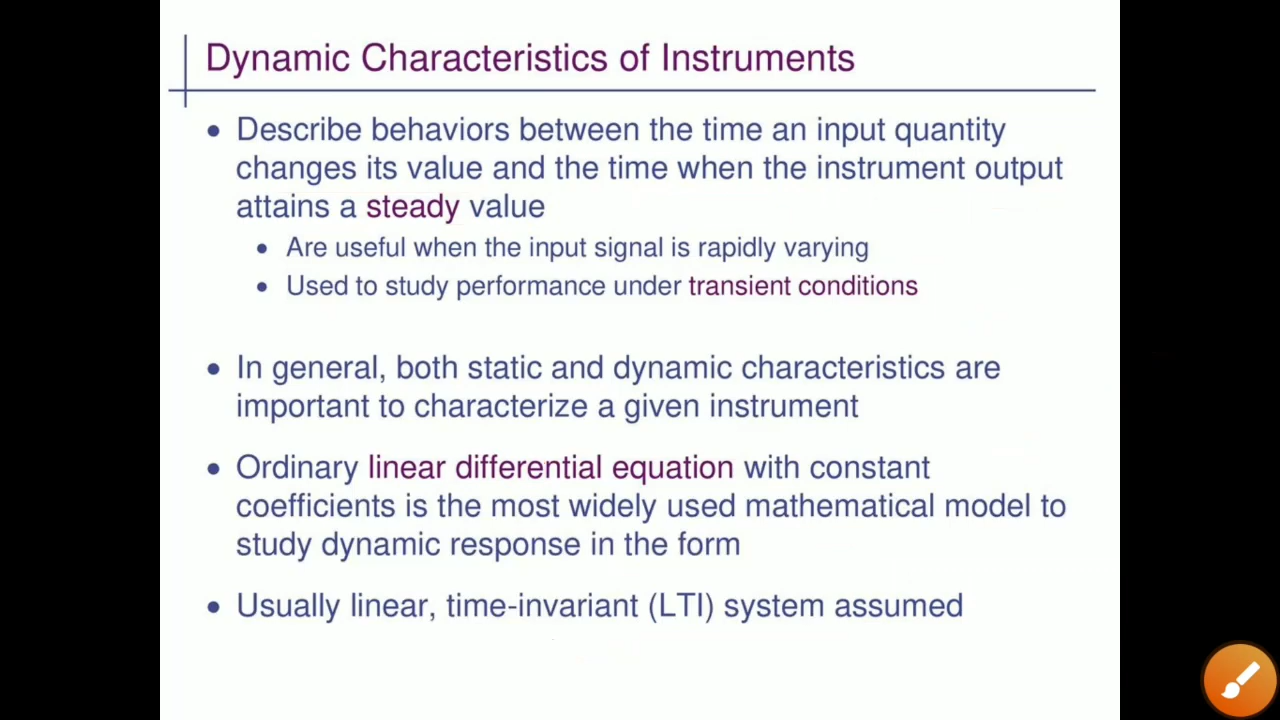 Dynamic Characteristics of Instruments
• Describe behaviors between the time an input quantity
changes its value and the time when the instrument output
attains a steady value
• Are useful when the input signal is rapidly varying
• Used to study performance under transient conditions
• In general, both static and dynamic characteristics are
important to characterize a given instrument
• Ordinary linear differential equation with constant
coefficients is the most widely used mathematical model to
study dynamic response in the form
• Usually linear, time-invariant (LTI) system assumed